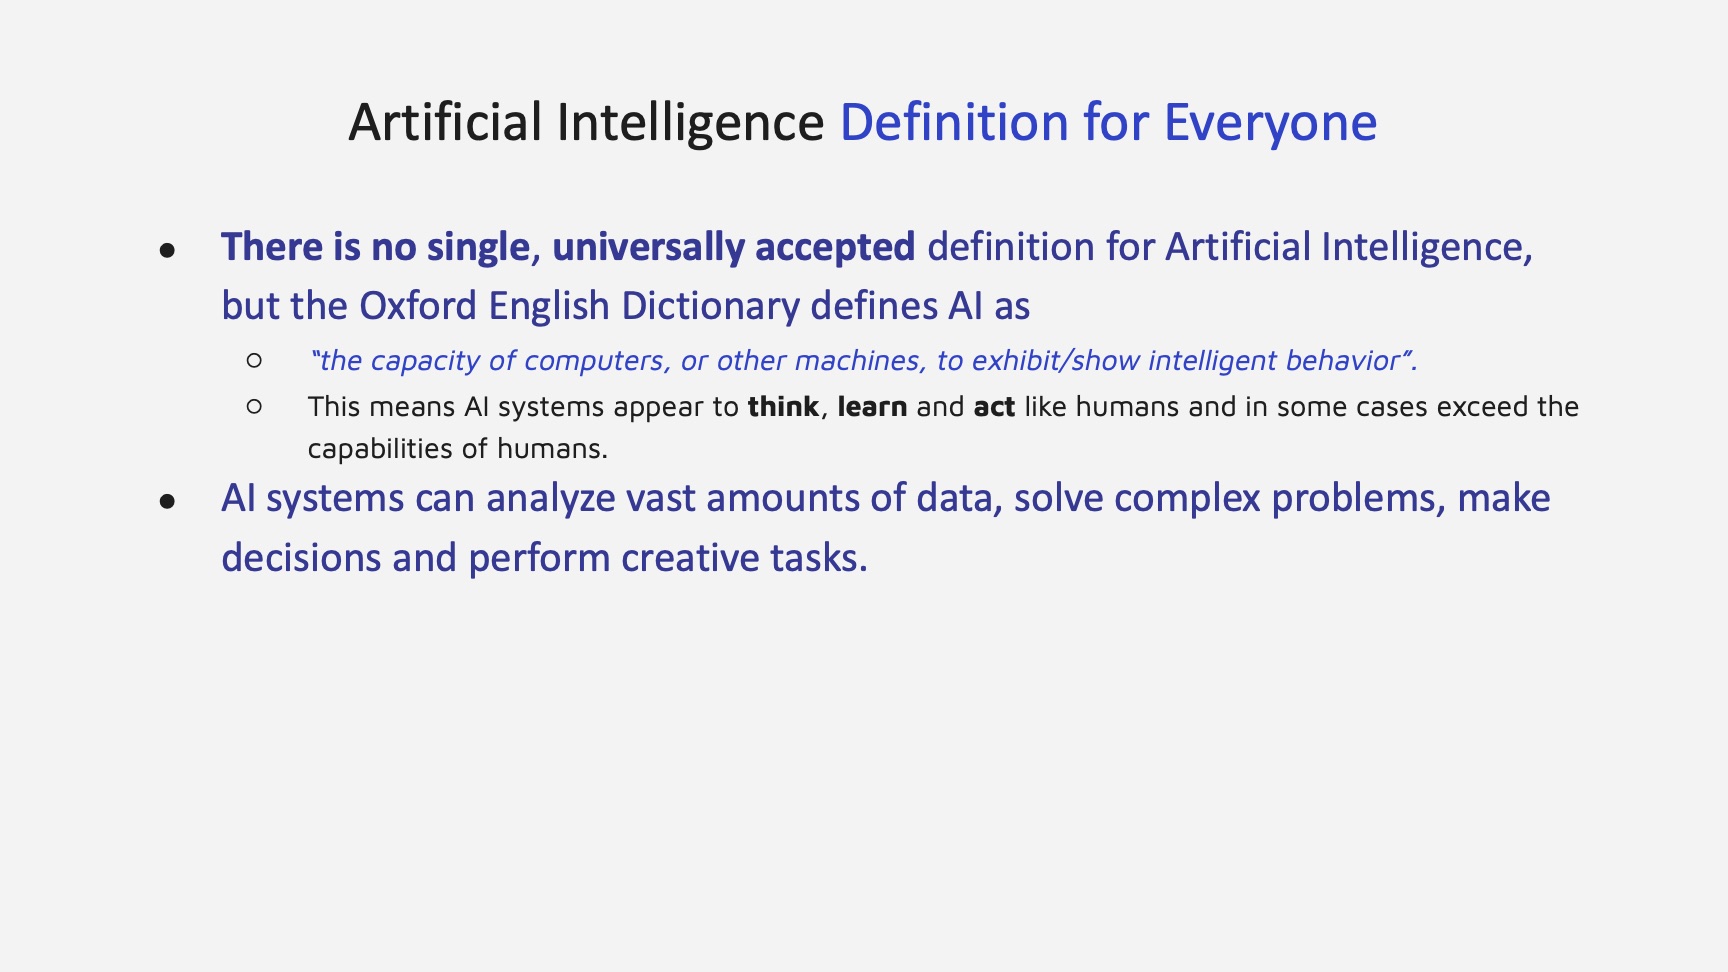 Artificial Intelligence Definition for Everyone
● There is no single, universally accepted definition for Artificial Intelligence,
but the Oxford English Dictionary defines AI as
○ “the capacity of computers, or other machines, to exhibit/show intelligent behavior”.
○ This means AI systems appear to think, learn and act like humans and in some cases exceed the
capabilities of humans.
● AI systems can analyze vast amounts of data, solve complex problems, make
decisions and perform creative tasks.